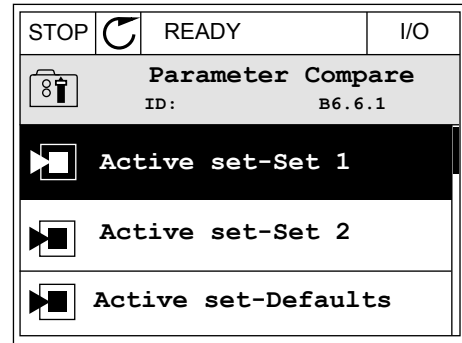 STOP READY I/O
Parameter Compare
ID: B6.6.1
Active set-Set 1
Active set-Set 2
Active set-Defaults